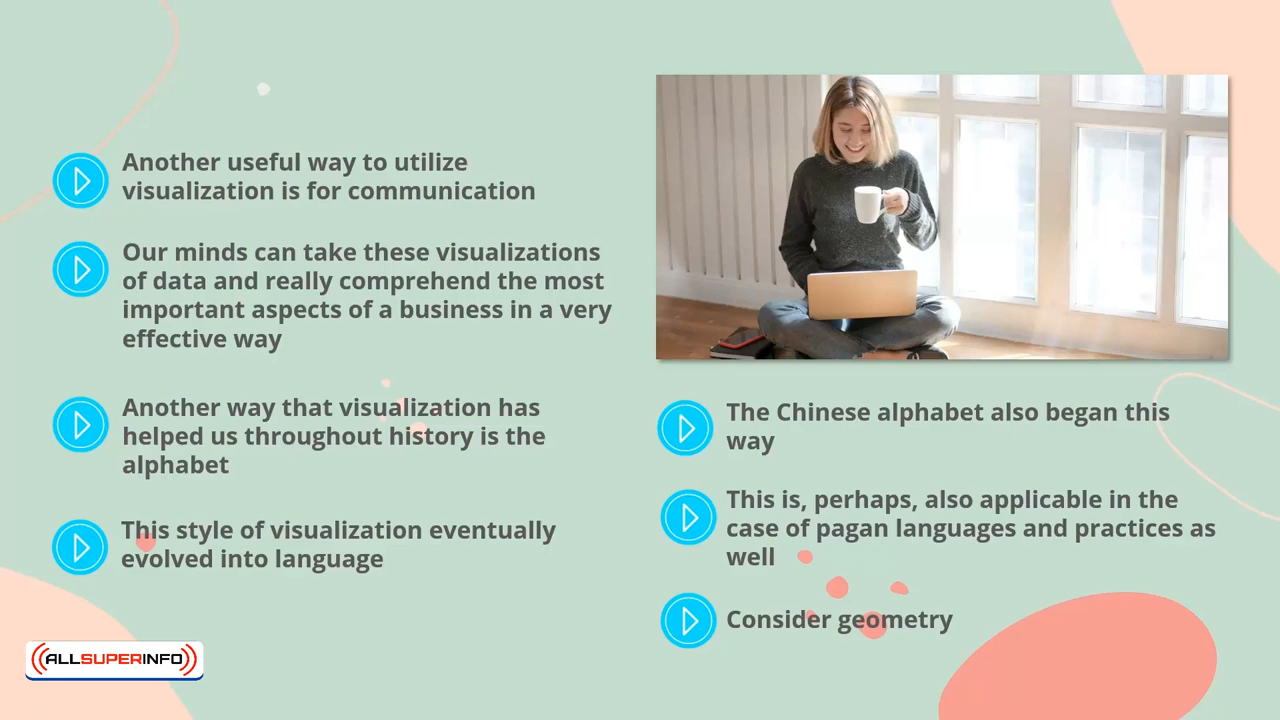 Another useful way to utilize
visualization is for communication
Our minds can take these visualizations
of data and really comprehend the most
important aspects of a business in a very
effective way
Another way that visualization has
helped us throughout history is the
alphabet
This style of visualization eventually
evolved into language
The Chinese alphabet also began this
way
This is, perhaps, also applicable in the
case of pagan languages and practices as
well
Consider geometry
ALLSUPERINFO